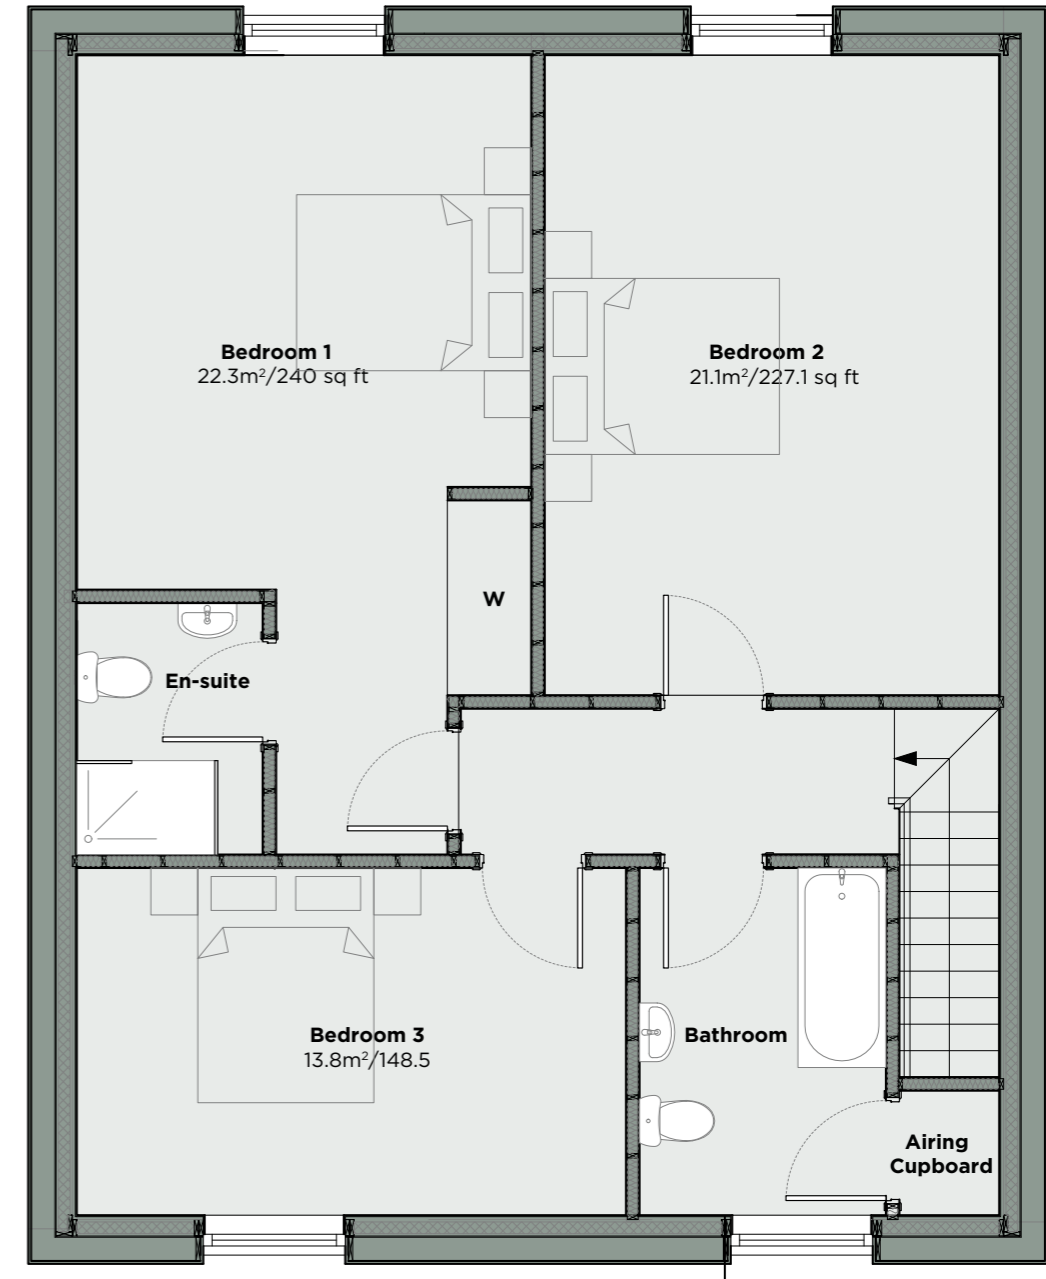 Bedroom 1
22.3m²/240 sq ft
Bedroom 2
21.1m²/227.1 sq ft
W
En-suite
Bedroom 3
13.8m²/148.5
Bathroom
Airing
Cupboard